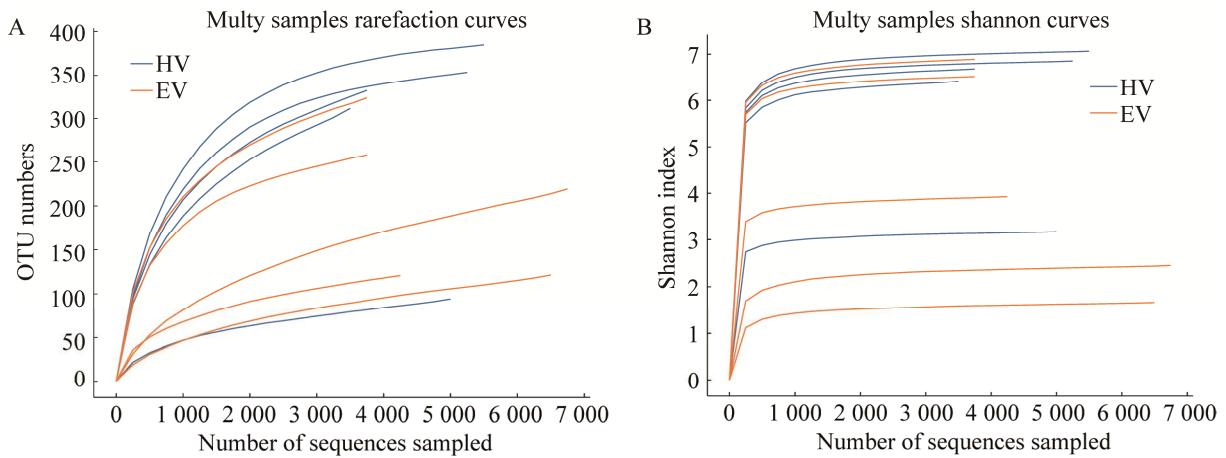 A
Multy samples rarefaction curves
400
350
300
250
200
150
100
50
0
OTU numbers
HV
EV
0 1 000 2 000 3 000 4 000 5 000 6 000 7 000
Number of sequences sampled
B
Multy samples shannon curves
7
6
5
4
3
2
1
0
Shannon index
HV
EV
0 1 000 2 000 3 000 4 000 5 000 6 000 7 000
Number of sequences sampled